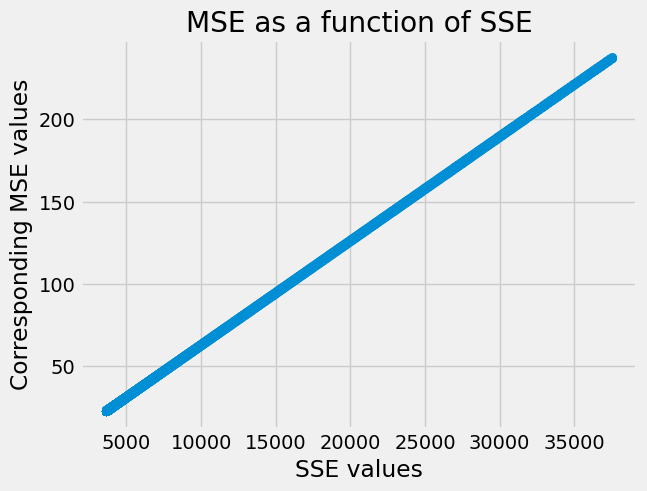 MSE as a function of SSE
Corresponding MSE values
200
150
100
50
5000 10000 15000 20000 25000 30000 35000
SSE values